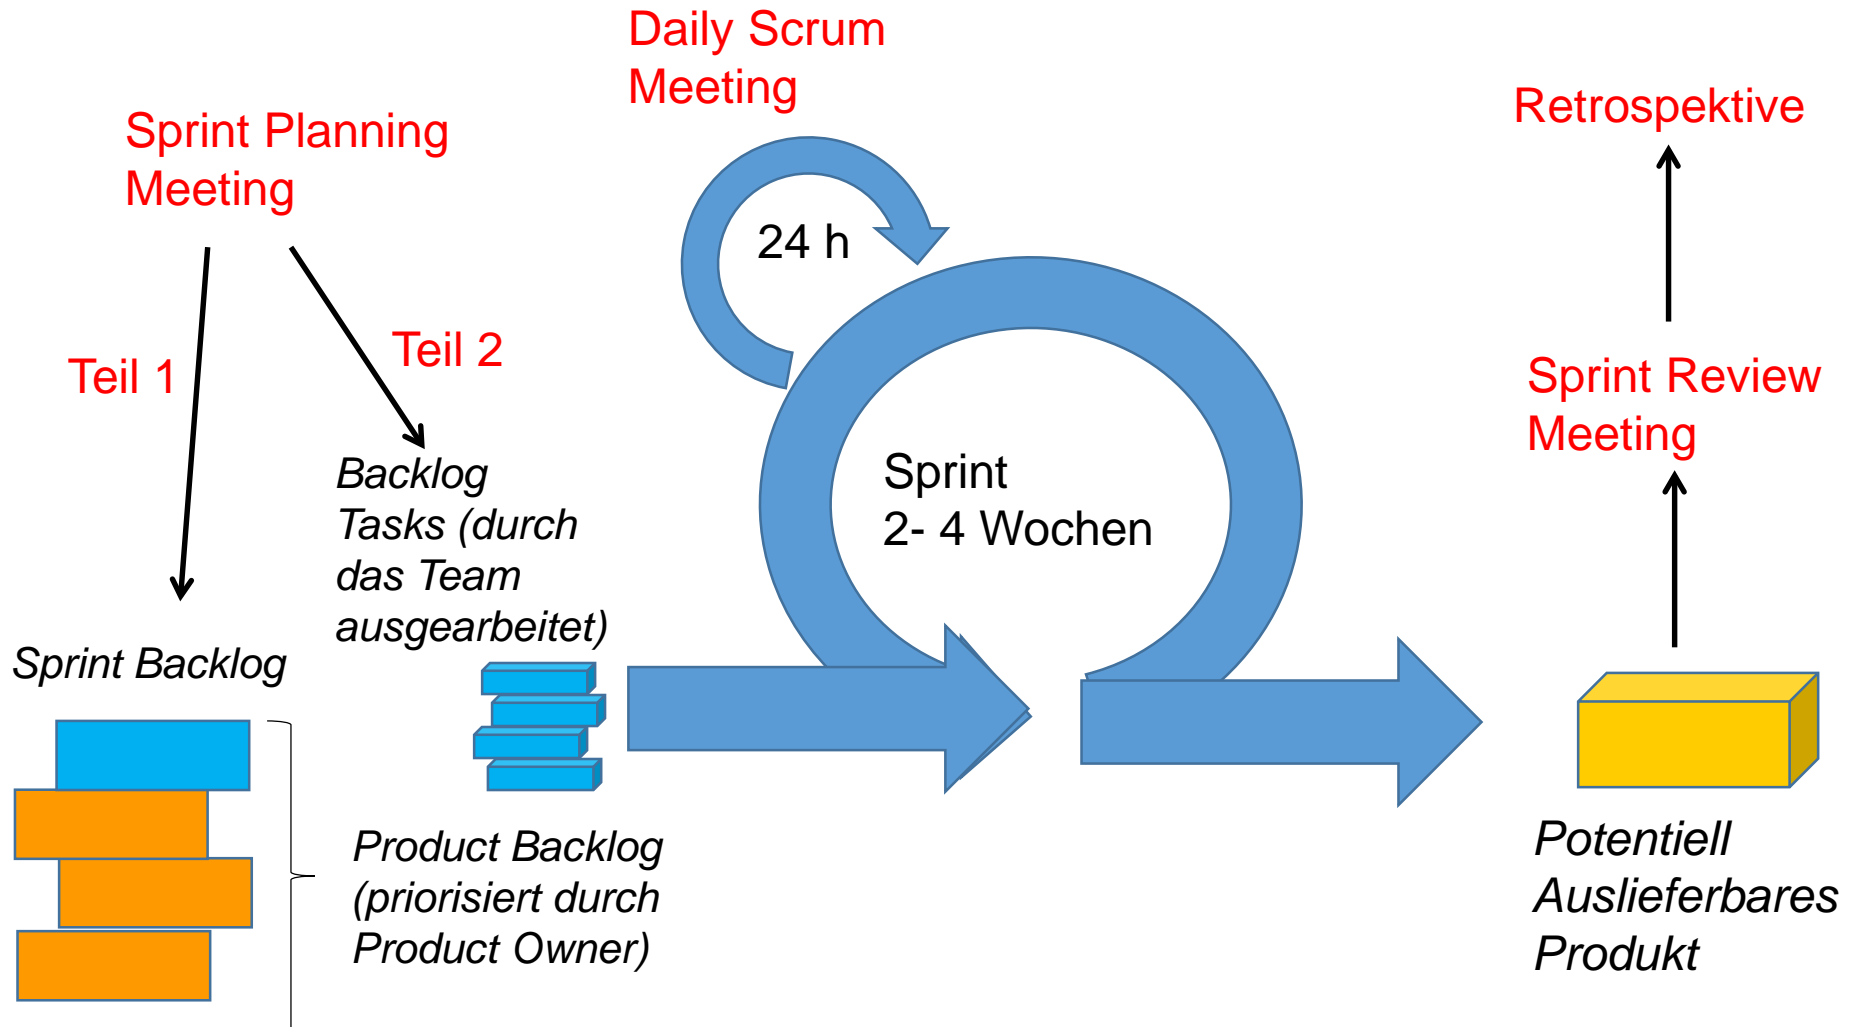 Daily Scrum
Meeting
Sprint Planning
Meeting
Retrospektive
24 h
Teil 1
Teil 2
Sprint Review
Meeting
Backlog
Tasks (durch
das Team
ausgearbeitet)
Sprint
2- 4 Wochen
Sprint Backlog
Product Backlog
(priorisiert durch
Product Owner)
Potentiell
Auslieferbares
Produkt